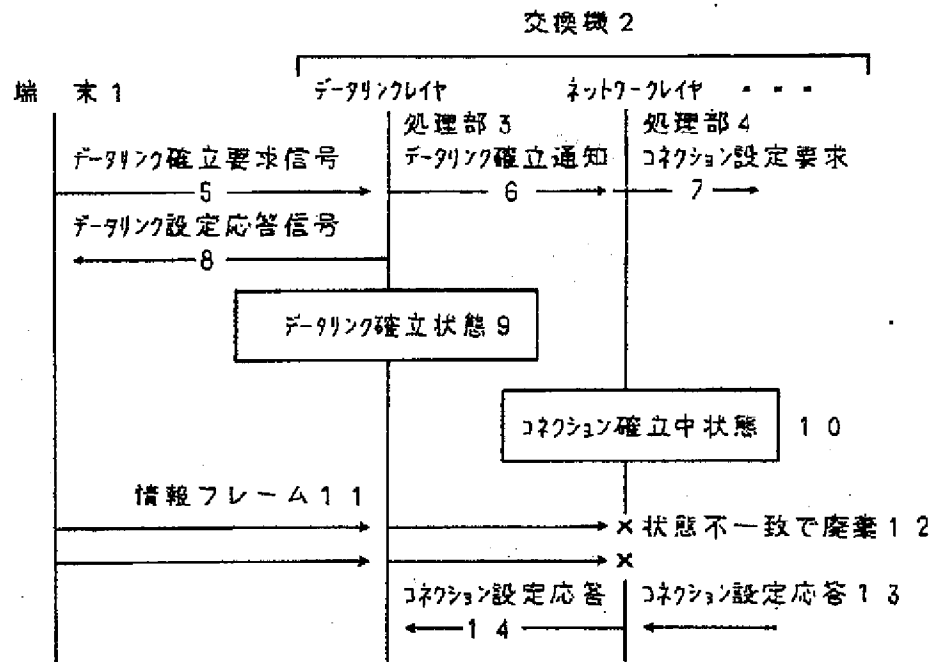 交換機2
端 末1
データリンクレイヤ
ネットワークレイヤ ・・・
処理部3
処理部4
データリンク確立要求信号
データリンク確立通知
コネクション設定要求
5
6
7
データリンク設定応答信号
8
データリンク確立状態9
コネクション確立中状態 10
情報フレーム11
×状態不一致で廃棄12
×
コネクション設定応答
コネクション設定応答13
14